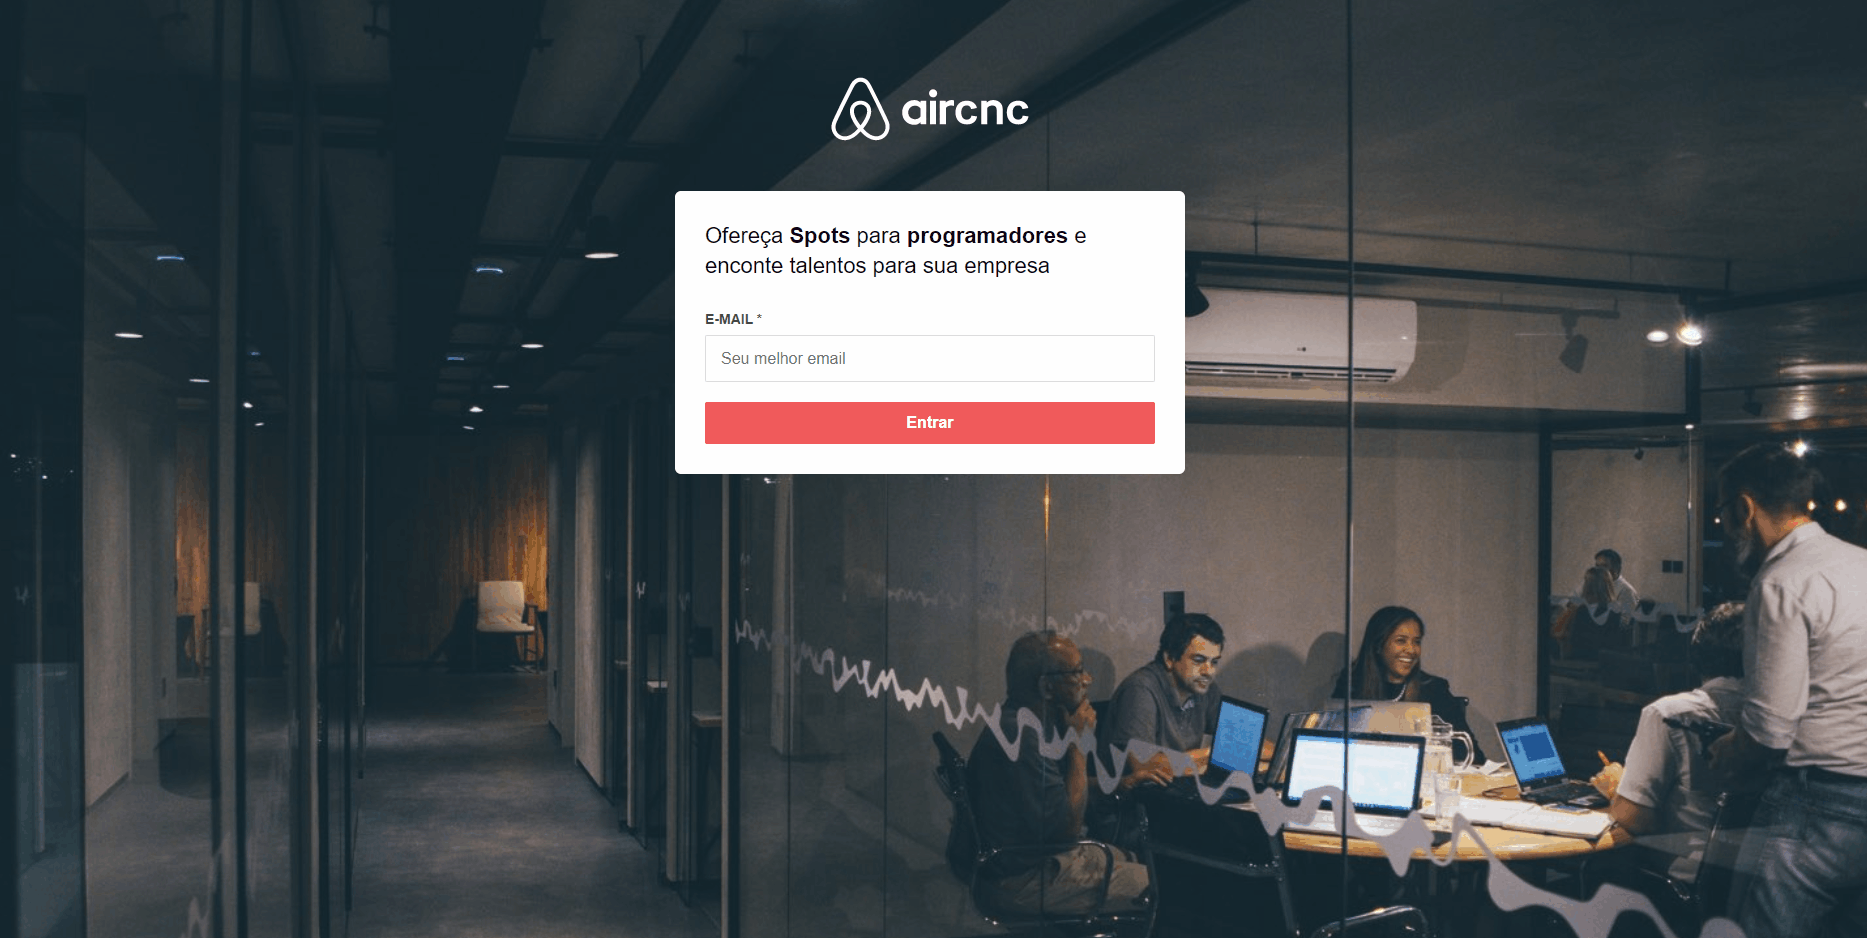 aircnc
Ofereça Spots para programadores e
enconte talentos para sua empresa
E-MAIL *
Seu melhor email
Entrar